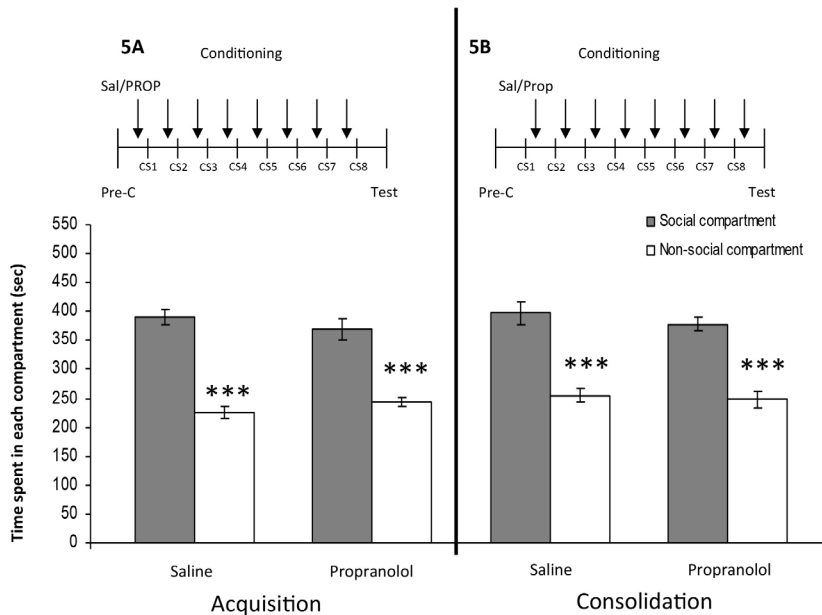 5A
Conditioning
Sal/PROP
CS1 CS2 CS3 CS4 CS5 CS6 CS7 CS8
Pre-C Test
5B
Conditioning
Sal/Prop
CS1 CS2 CS3 CS4 CS5 CS6 CS7 CS8
Pre-C Test
Social compartment
Non-social compartment
Time spent in each compartment (sec)
550
500
450
400
350
300
250
200
150
100
50
0
*** *** *** ***
Saline Propranolol Saline Propranolol
Acquisition Consolidation